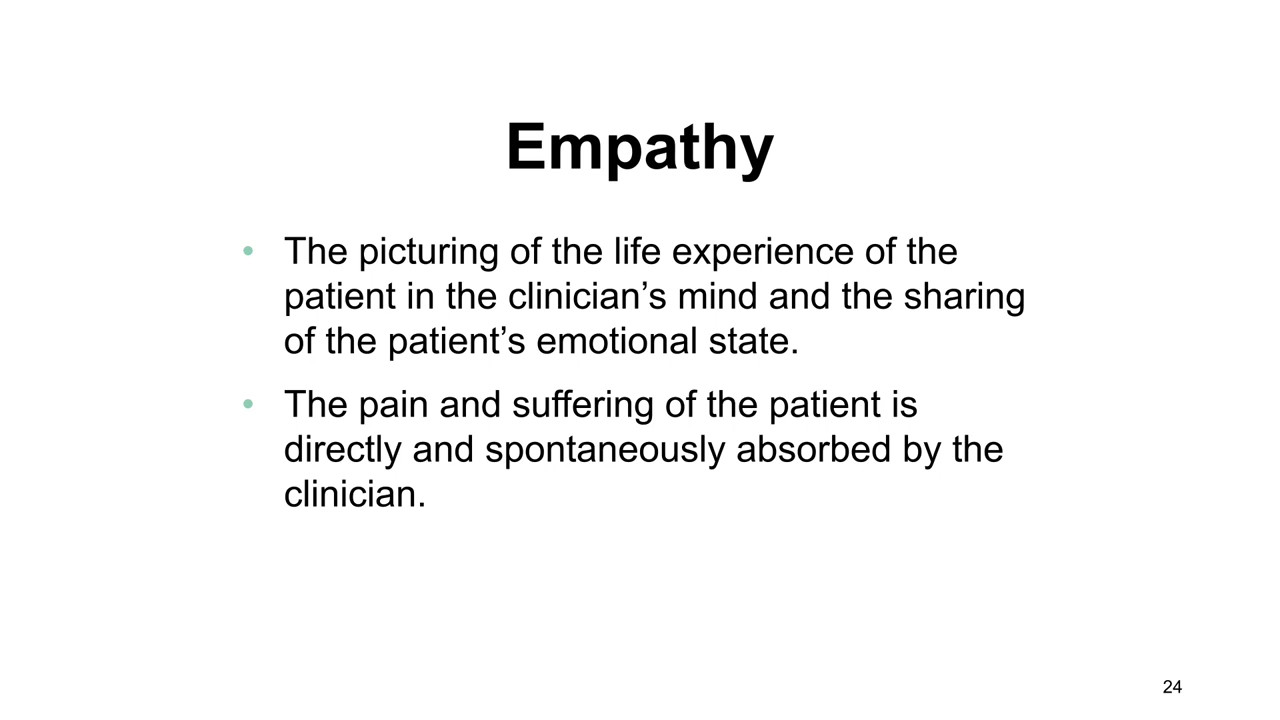 Empathy
• The picturing of the life experience of the
patient in the clinician’s mind and the sharing
of the patient’s emotional state.
• The pain and suffering of the patient is
directly and spontaneously absorbed by the
clinician.
24